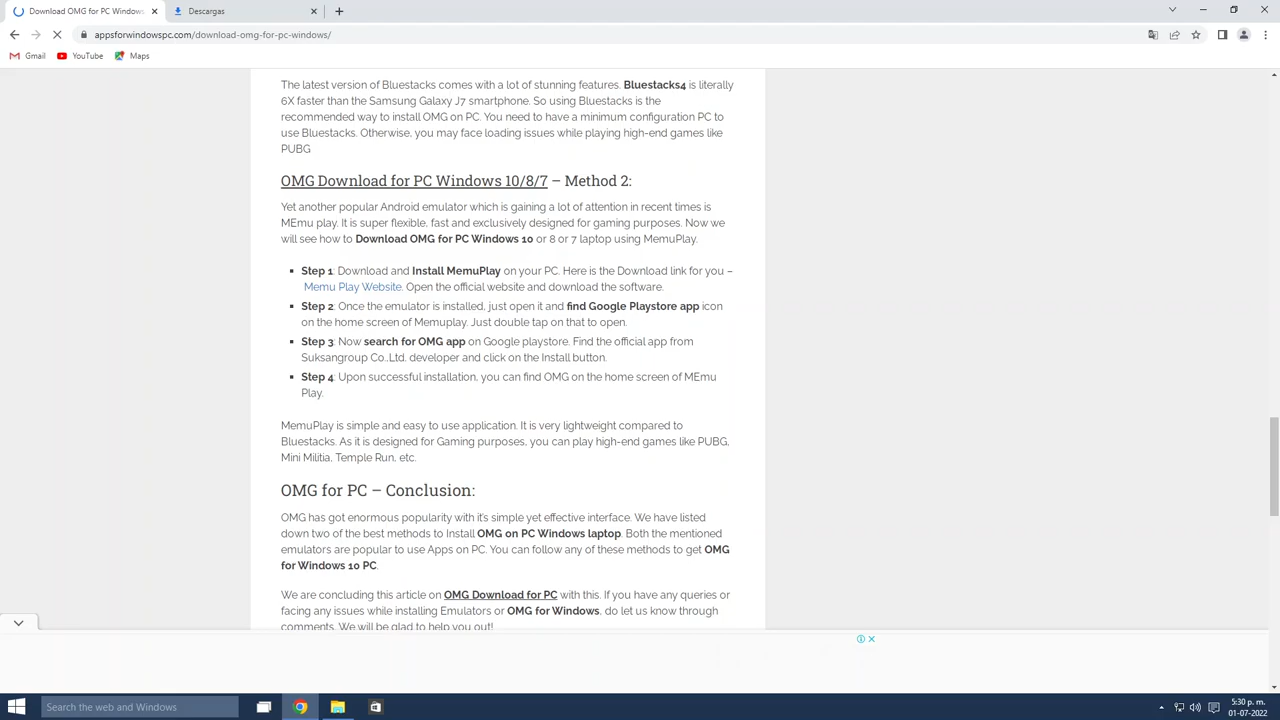 Download OMG for PC Windows
Descargas
appsforwindowspc.com/download-omg-for-pc-windows/
Gmail
YouTube
Maps
The latest version of Bluestacks comes with a lot of stunning features. Bluestacks4 is literally
6X faster than the Samsung Galaxy J7 smartphone. So using Bluestacks is the
recommended way to install OMG on PC. You need to have a minimum configuration PC to
use Bluestacks. Otherwise, you may face loading issues while playing high-end games like
PUBG
OMG Download for PC Windows 10/8/7 – Method 2:
Yet another popular Android emulator which is gaining a lot of attention in recent times is
MEmu play. It is super flexible, fast and exclusively designed for gaming purposes. Now we
will see how to Download OMG for PC Windows 10 or 8 or 7 laptop using MemuPlay.
Step 1: Download and Install MemuPlay on your PC. Here is the Download link for you –
Memu Play Website. Open the official website and download the software.
Step 2: Once the emulator is installed, just open it and find Google Playstore app icon
on the home screen of Memuplay. Just double tap on that to open.
Step 3: Now search for OMG app on Google playstore. Find the official app from
Suksangroup Co.,Ltd. developer and click on the Install button.
Step 4: Upon successful installation, you can find OMG on the home screen of MEmu
Play.
MemuPlay is simple and easy to use application. It is very lightweight compared to
Bluestacks. As it is designed for Gaming purposes, you can play high-end games like PUBG,
Mini Militia, Temple Run, etc.
OMG for PC – Conclusion:
OMG has got enormous popularity with it's simple yet effective interface. We have listed
down two of the best methods to Install OMG on PC Windows laptop. Both the mentioned
emulators are popular to use Apps on PC. You can follow any of these methods to get OMG
for Windows 10 PC.
We are concluding this article on OMG Download for PC with this. If you have any queries or
facing any issues while installing Emulators or OMG for Windows, do let us know through
comments. We will be glad to help you out!
Search the web and Windows
5:30 p. m.
01-07-2022